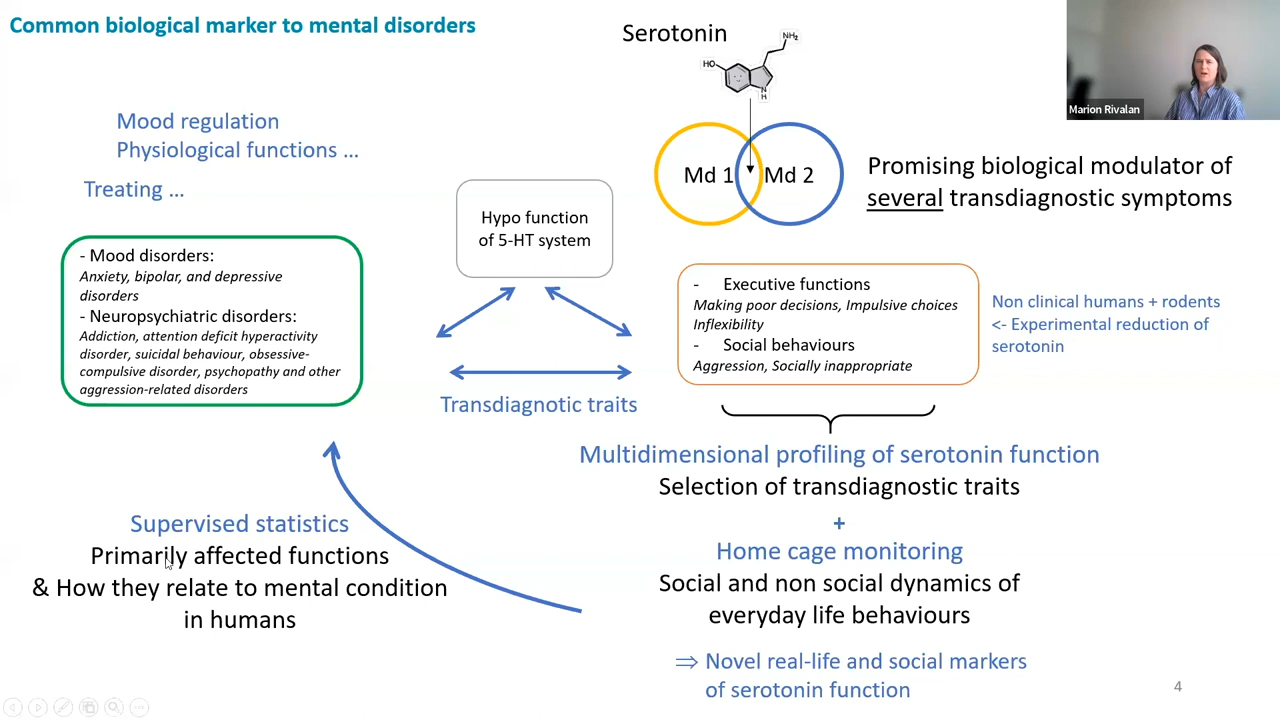 Common biological marker to mental disorders
Serotonin
NH₂
HO
N
H
Marion Rivalan
Mood regulation
Physiological functions ...
Treating ...
Md 1
Md 2
Promising biological modulator of
several transdiagnostic symptoms
Hypo function
of 5-HT system
- Mood disorders:
Anxiety, bipolar, and depressive
disorders
- Neuropsychiatric disorders:
Addiction, attention deficit hyperactivity
disorder, suicidal behaviour, obsessive-
compulsive disorder, psychopathy and other
aggression-related disorders
- Executive functions
Making poor decisions, Impulsive choices
Inflexibility
- Social behaviours
Aggression, Socially inappropriate
Non clinical humans + rodents
<- Experimental reduction of
serotonin
Transdiagnotic traits
Multidimensional profiling of serotonin function
Selection of transdiagnostic traits
+
Home cage monitoring
Social and non social dynamics of
everyday life behaviours
⇒ Novel real-life and social markers
of serotonin function
Supervised statistics
Primarily affected functions
& How they relate to mental condition
in humans
4